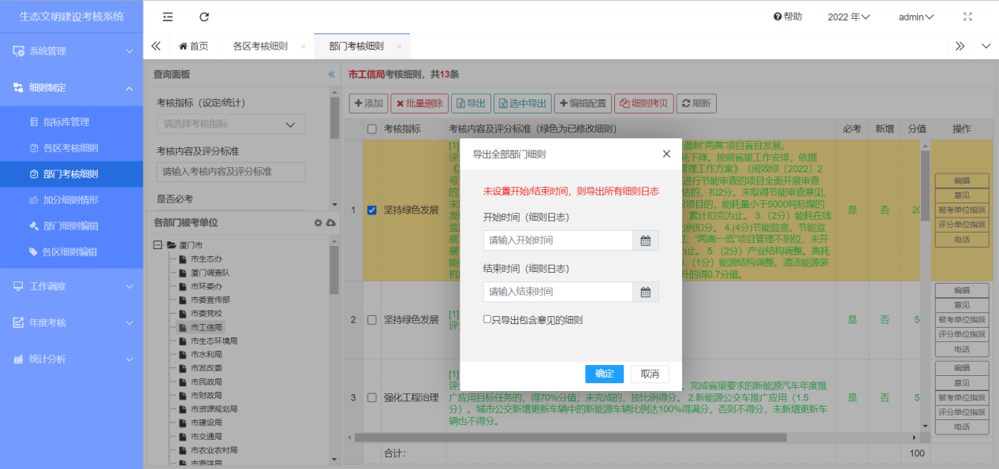 生态文明建设考核系统
帮助
2022 年
admin
首页
各区考核细则
部门考核细则
系统管理
细则制定
指标库管理
各区考核细则
部门考核细则
加分细则情形
部门细则编辑
各区细则编辑
工作调度
年度考核
统计分析
查询面板
考核指标（设定/统计）
请选择考核指标
考核内容及评分标准
请输入考核内容及评分标准
是否必考
各部门被考单位
厦门市
市生态办
厦门调查队
市环委办
市委宣传部
市委党校
市工信局
市生态环境局
市水利局
市发改委
市民政局
市财政局
市资源规划局
市建设局
市交通局
市农业农村局
市海洋局
市工信局考核细则，共13条
添加
批量删除
导出
选中导出
编辑配置
细则拷贝
刷新
考核指标
考核内容及评分标准（绿色为已修改细则）
必考
新增
分值
操作
1
坚持绿色发展
[1]
遏制“两高”项目盲目发展。
评
耗下降。按照省里工作安排，依据
管理工作方案》（闽效综〔2022〕2
号
进行节能审查的项目全面开展审查
的
估的，扣2分。未取得节能审查意见、
未
投项目的，能耗量小于5000吨标煤的
发
累计扣完为止。 3.（2分）能耗在线
监
比例扣分。 4.(4分)节能监察。节能监
察
位、“两高一低”项目管理不到位、未开
展
为止。 5.（2分）产业结构调整。高耗
能
（1分）能源结构调整。清洁能源装
机
升的得0.7分值。
是
否
20
编辑
意见
被考单位指派
评分单位指派
电话
2
坚持绿色发展
[1]
评
是
否
5
编辑
意见
被考单位指派
评分单位指派
电话
3
强化工程治理
[1]
评
完成省里要求的新能源汽车年度推
广应用目标任务的，得70%分值；未完成的，按比例得分。 2.新能源公交车推广应用（1.5
分）。城市公交新增更新车辆中的新能源车辆比例达100%得满分，否则不得分，未新增更新车
辆也不得分。
是
否
5
编辑
意见
被考单位指派
评分单位指派
电话
合计：
100
导出全部部门细则
未设置开始/结束时间，则导出所有细则日志
开始时间（细则日志）
请输入开始时间
结束时间（细则日志）
请输入结束时间
只导出包含意见的细则
确定
取消